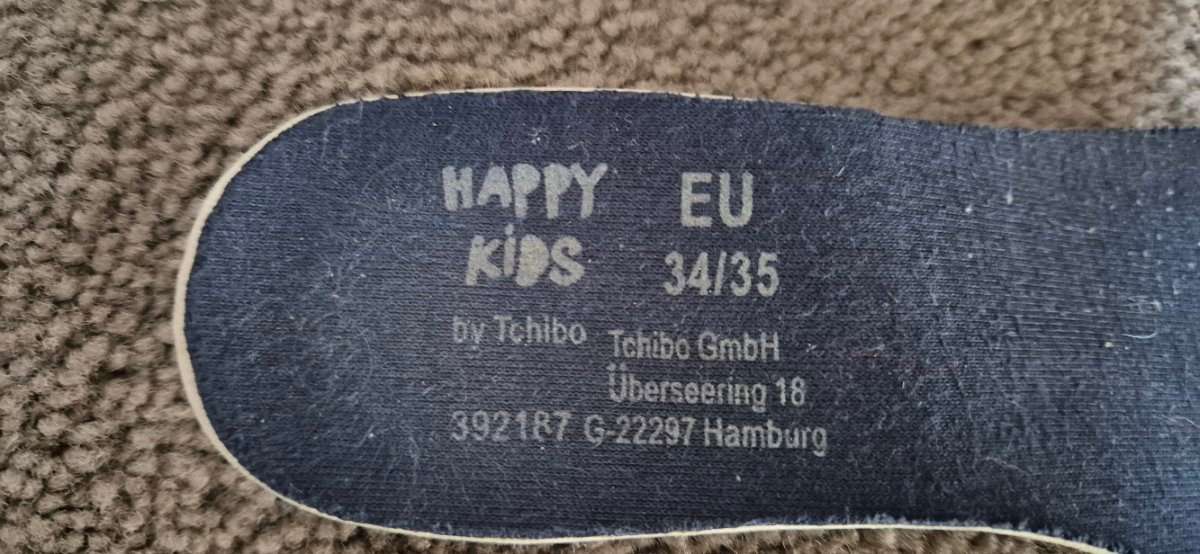 HAPPY
KiDS
by Tchibo
EU
34/35
Tchibo GmbH
Überseering 18
392187 G-22297 Hamburg